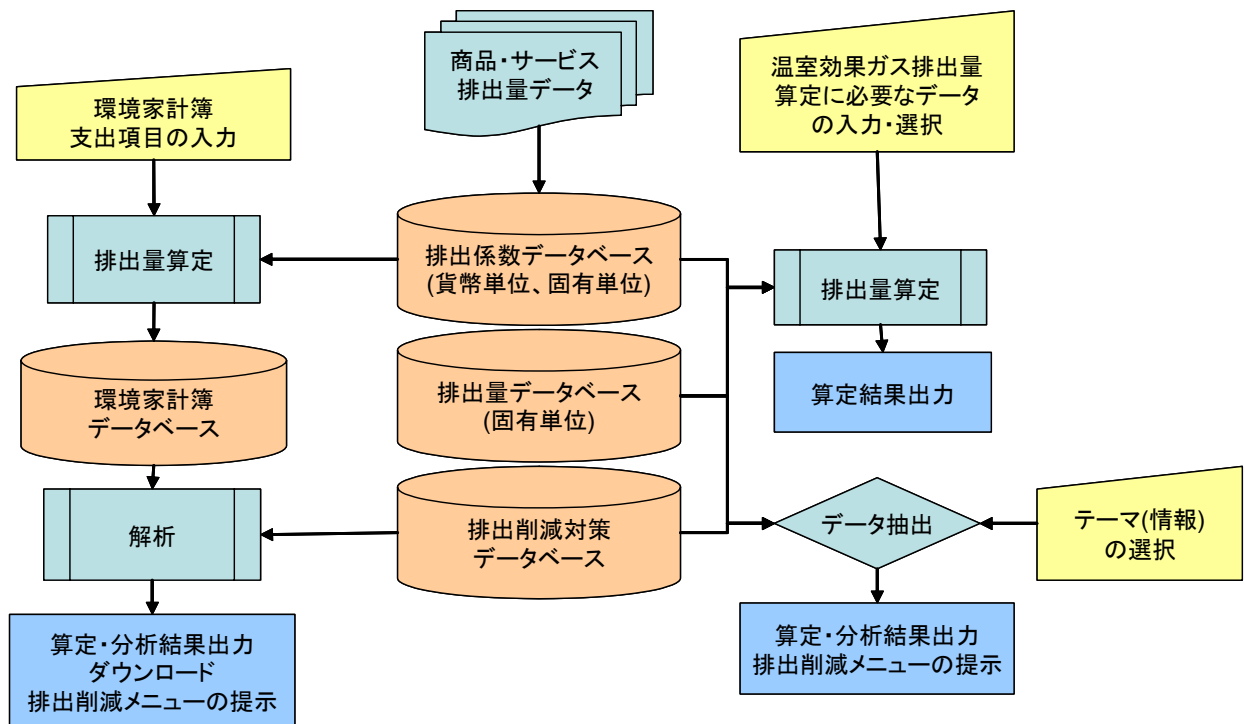 環境家計簿
支出項目の入力
排出量算定
環境家計簿
データベース
解析
算定・分析結果出力
ダウンロード
排出削減メニューの提示
商品・サービス
排出量データ
排出係数データベース
(貨幣単位、固有単位)
排出量データベース
(固有単位)
排出削減対策
データベース
温室効果ガス排出量
算定に必要なデータ
の入力・選択
排出量算定
算定結果出力
データ抽出
テーマ(情報)
の選択
算定・分析結果出力
排出削減メニューの提示